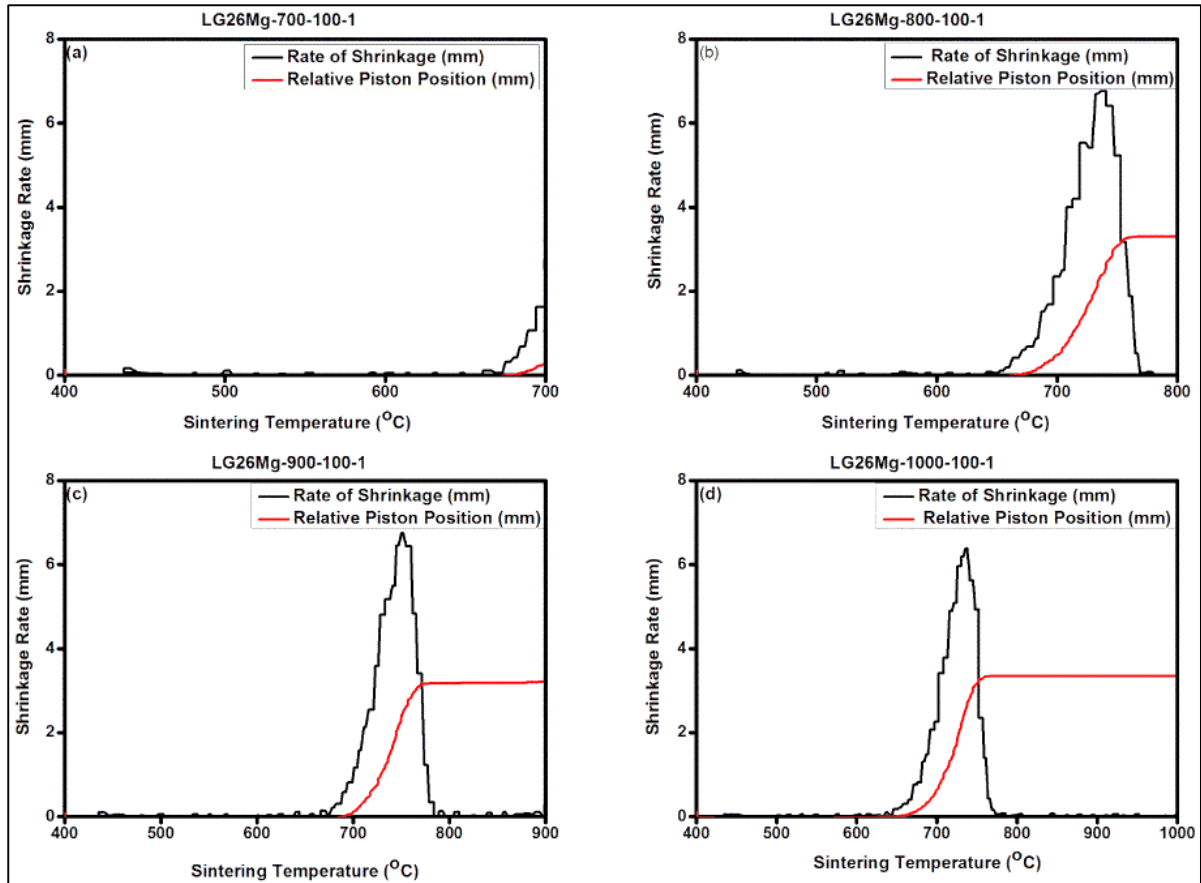 LG26Mg-700-100-1
(a)
Rate of Shrinkage (mm)
Relative Piston Position (mm)
Shrinkage Rate (mm)
8
6
4
2
0
400 500 600 700
Sintering Temperature (°C)
LG26Mg-800-100-1
(b)
Rate of Shrinkage (mm)
Relative Piston Position (mm)
Shrinkage Rate (mm)
8
6
4
2
0
400 500 600 700 800
Sintering Temperature (°C)
LG26Mg-900-100-1
(c)
Rate of Shrinkage (mm)
Relative Piston Position (mm)
Shrinkage Rate (mm)
8
6
4
2
0
400 500 600 700 800 900
Sintering Temperature (°C)
LG26Mg-1000-100-1
(d)
Rate of Shrinkage (mm)
Relative Piston Position (mm)
Shrinkage Rate (mm)
8
6
4
2
0
400 500 600 700 800 900 1000
Sintering Temperature (°C)